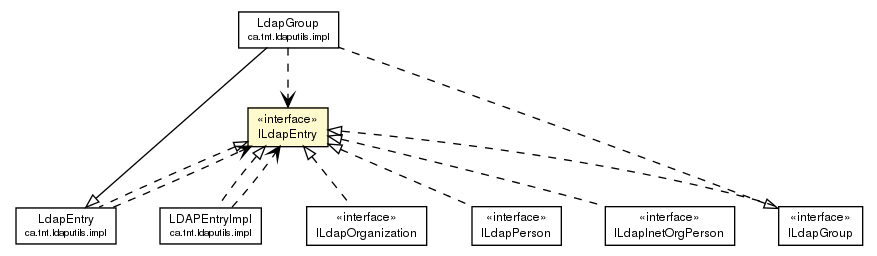 LdapGroup
ca.tnt.ldaputils.impl
«interface»
ILdapEntry
LdapEntry
ca.tnt.ldaputils.impl
LDAPEntryImpl
ca.tnt.ldaputils.impl
«interface»
ILdapOrganization
«interface»
ILdapPerson
«interface»
ILdapInetOrgPerson
«interface»
ILdapGroup